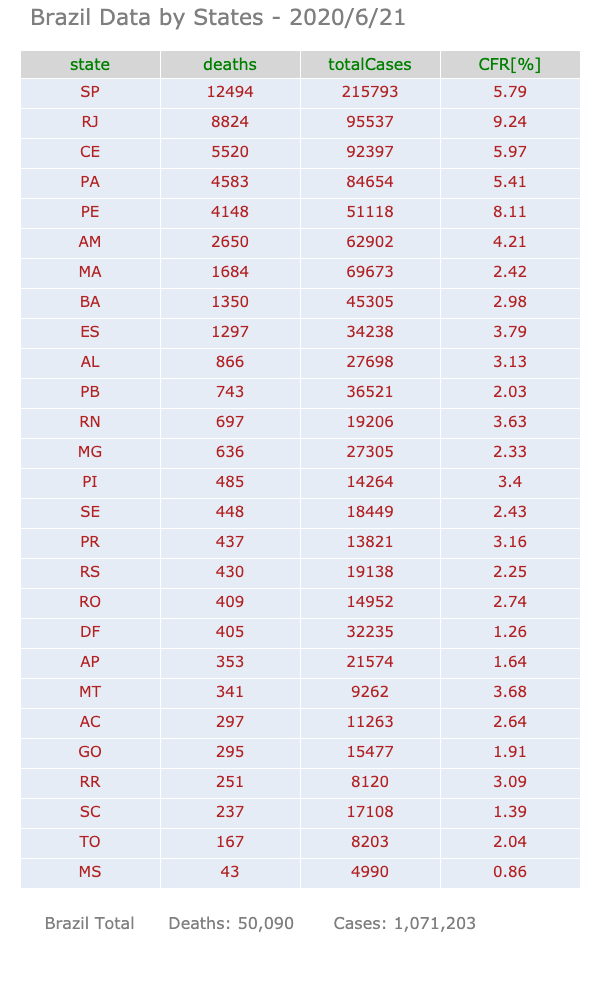 Brazil Data by States - 2020/6/21
state deaths totalCases CFR[%]
SP 12494 215793 5.79
RJ 8824 95537 9.24
CE 5520 92397 5.97
PA 4583 84654 5.41
PE 4148 51118 8.11
AM 2650 62902 4.21
MA 1684 69673 2.42
BA 1350 45305 2.98
ES 1297 34238 3.79
AL 866 27698 3.13
PB 743 36521 2.03
RN 697 19206 3.63
MG 636 27305 2.33
PI 485 14264 3.4
SE 448 18449 2.43
PR 437 13821 3.16
RS 430 19138 2.25
RO 409 14952 2.74
DF 405 32235 1.26
AP 353 21574 1.64
MT 341 9262 3.68
AC 297 11263 2.64
GO 295 15477 1.91
RR 251 8120 3.09
SC 237 17108 1.39
TO 167 8203 2.04
MS 43 4990 0.86
Brazil Total Deaths: 50,090 Cases: 1,071,203